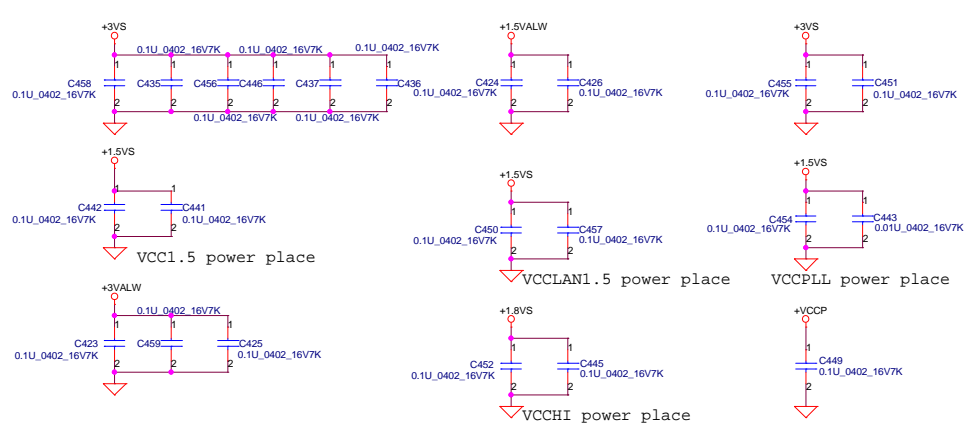 +3VS
0.1U_0402_16V7K 0.1U_0402_16V7K 0.1U_0402_16V7K
1 1 1 1 1 1
C458 C435 C456 C446 C437 C436
0.1U_0402_16V7K
2 2 2 2 2 2
0.1U_0402_16V7K 0.1U_0402_16V7K
+1.5VALW
1 1
C424 C426
0.1U_0402_16V7K 0.1U_0402_16V7K
2 2
+3VS
1 1
C455 C451
0.1U_0402_16V7K 0.1U_0402_16V7K
2 2
+1.5VS
1 1
C442 C441
0.1U_0402_16V7K 0.1U_0402_16V7K
2 2
VCC1.5 power place
+1.5VS
1 1
C450 C457
0.1U_0402_16V7K 0.1U_0402_16V7K
2 2
VCCLAN1.5 power place
+1.5VS
1 1
C454 C443
0.1U_0402_16V7K 0.01U_0402_16V7K
2 2
VCCPLL power place
+3VALW
0.1U_0402_16V7K
1 1 1
C423 C459 C425
0.1U_0402_16V7K 0.1U_0402_16V7K
2 2 2
+1.8VS
1 1
C452 C445
0.1U_0402_16V7K 0.1U_0402_16V7K
2 2
VCCHI power place
+VCCP
1
C449
0.1U_0402_16V7K
2